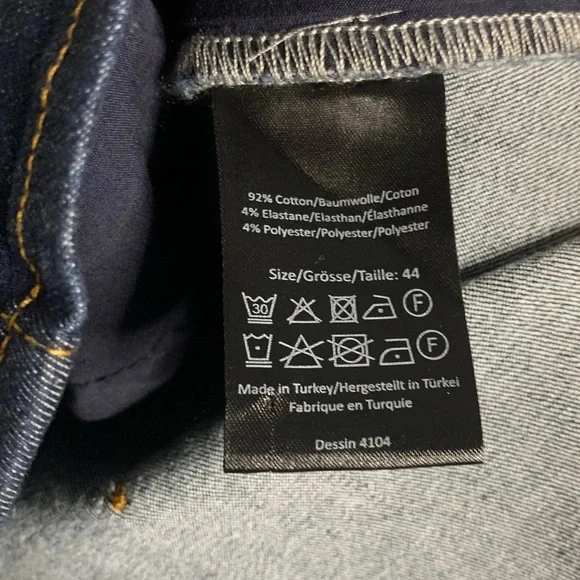 92% Cotton/Baumwolle/Coton
4% Elastane/Elasthan/Élasthanne
4% Polyester/Polyester/Polyester
Size/Grösse/Taille: 44
30 F
F
Made in Turkey/Hergestellt in Türkei
Fabrique en Turquie
Dessin 4104